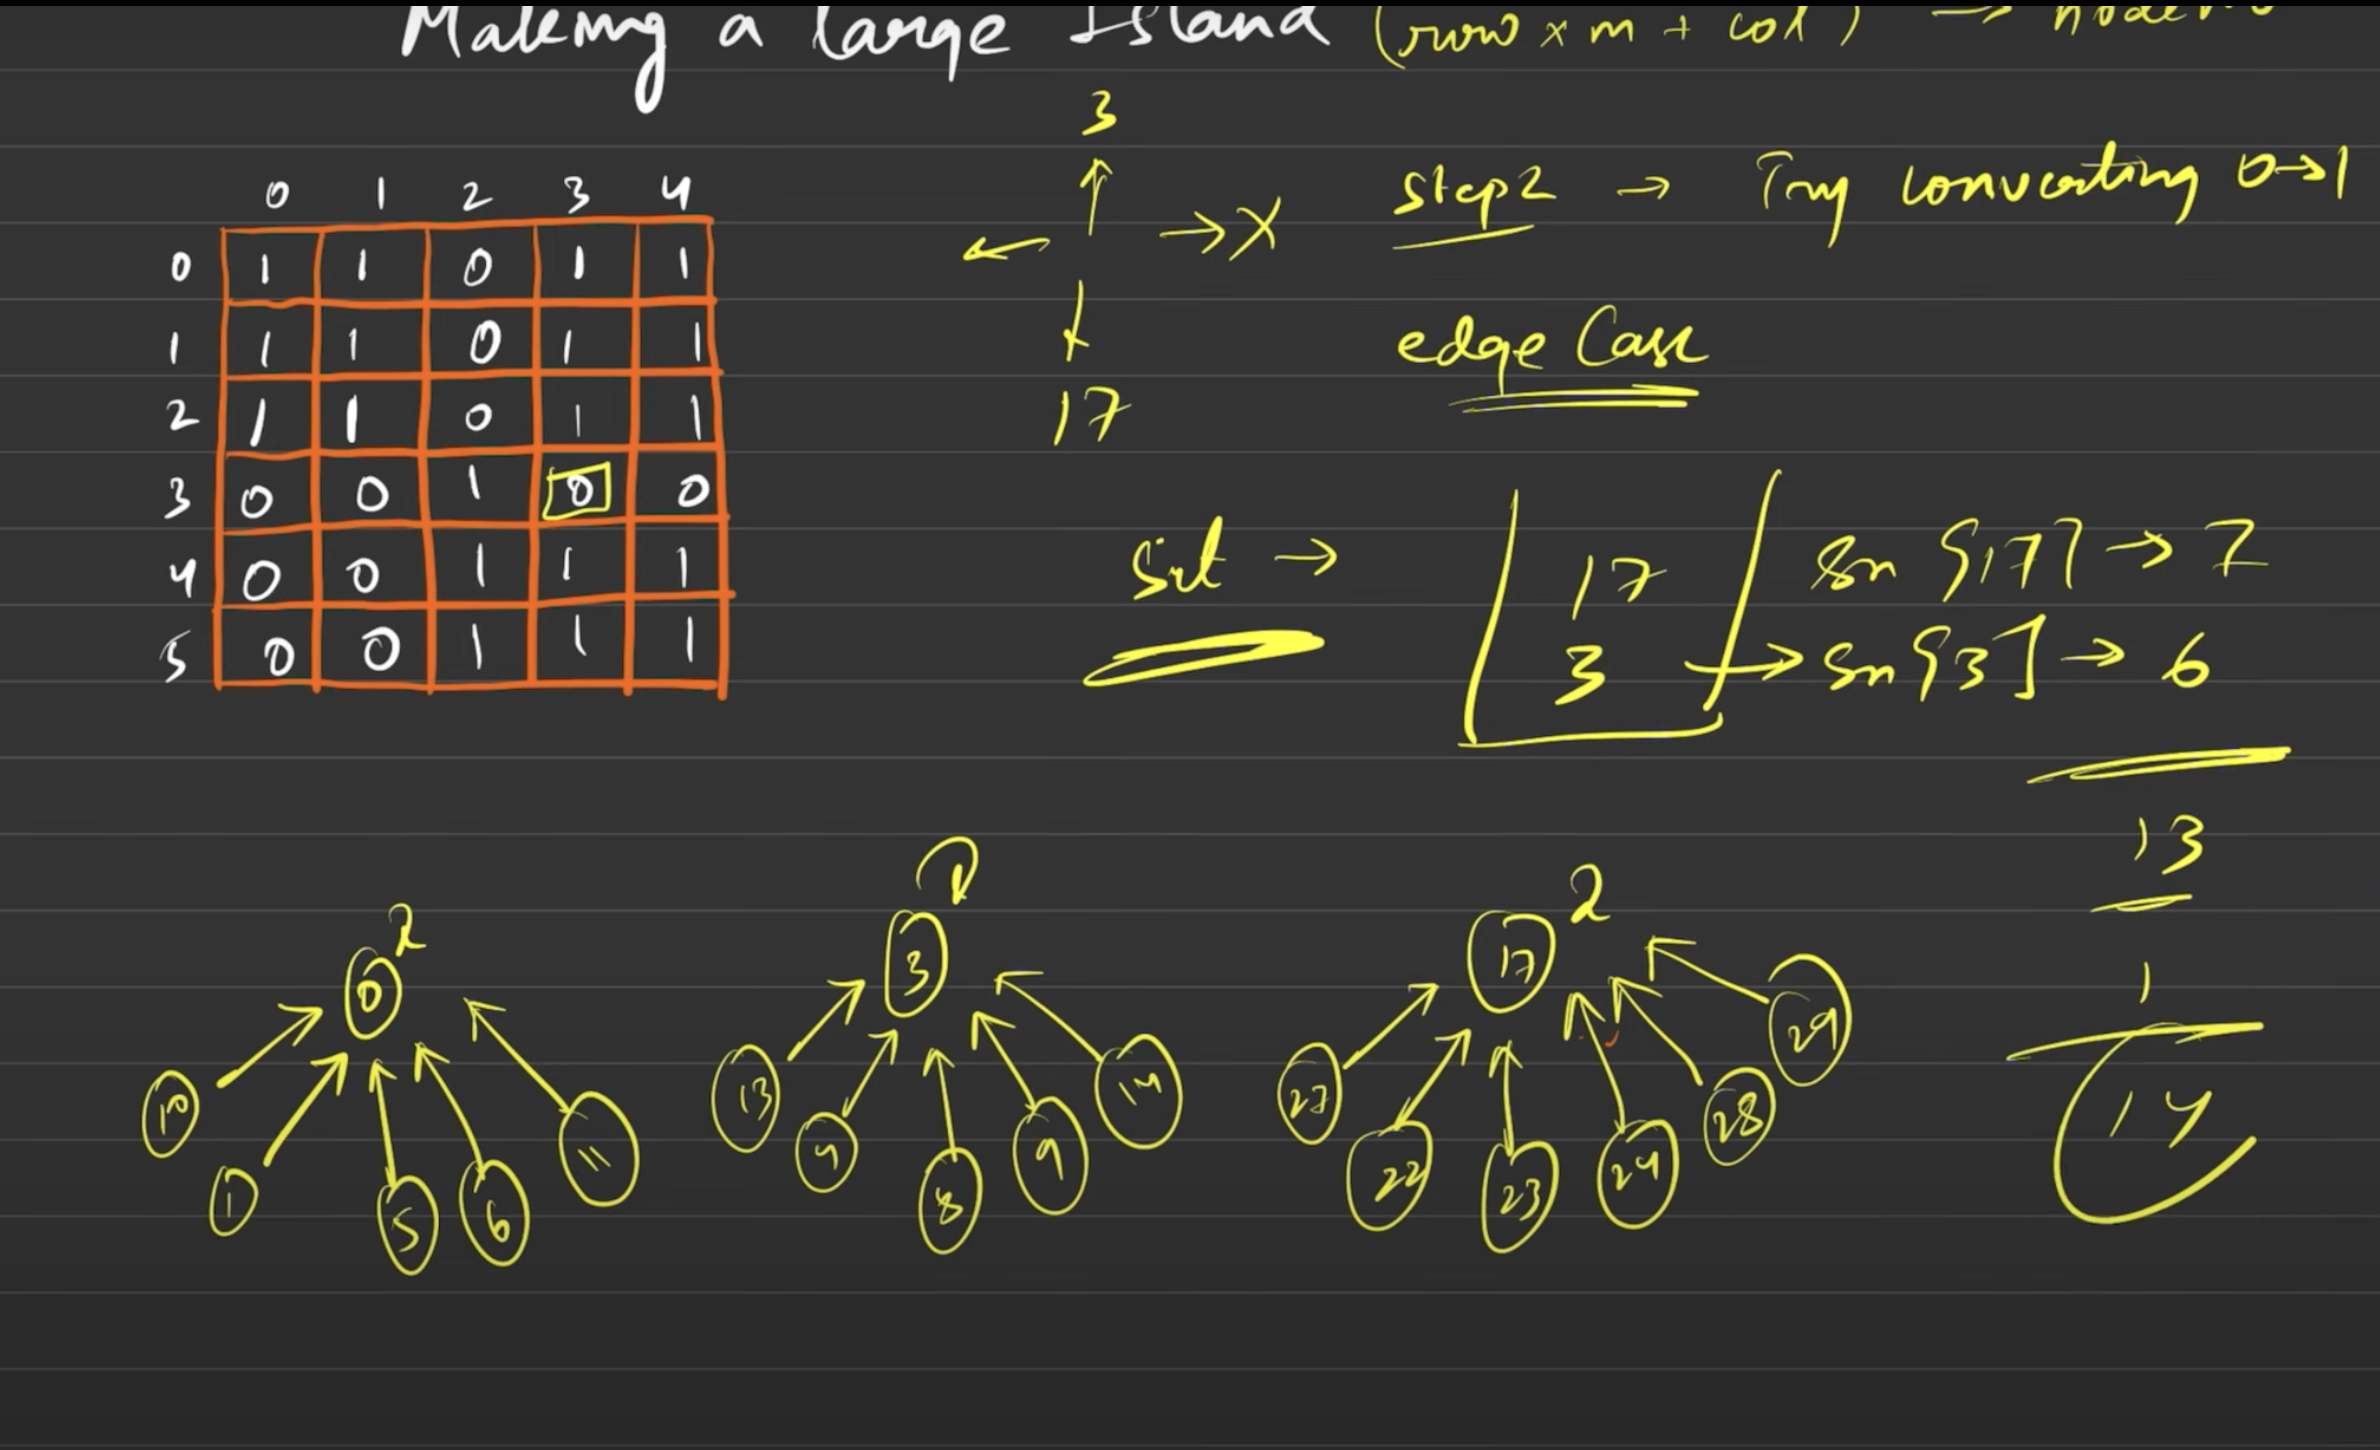 Making a large Island (row x m + col) → node no
3
0 1 2 3 4
step2 → Try converting 0→1
← → X
0 1 1 0 1 1
1 1 1 0 1 1
edge Case
2 1 1 0 1 1
17
3 0 0 1 0 0
4 0 0 1 1 1
5 0 0 1 1 1
Set → 17 Sn[17] → 7
3 → Sn[3] → 6
13
1
14
2
0
10 1 5 6 11
3
13 4 8 9 14
2
17
27 22 23 24 28 29